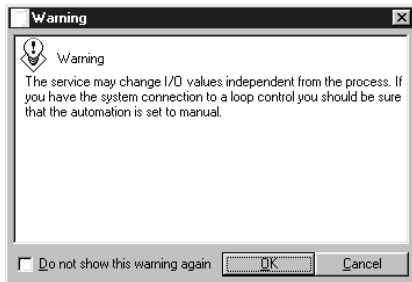 Warning
Warning
The service may change I/O values independent from the process. If
you have the system connection to a loop control you should be sure
that the automation is set to manual.
Do not show this warning again
OK
Cancel